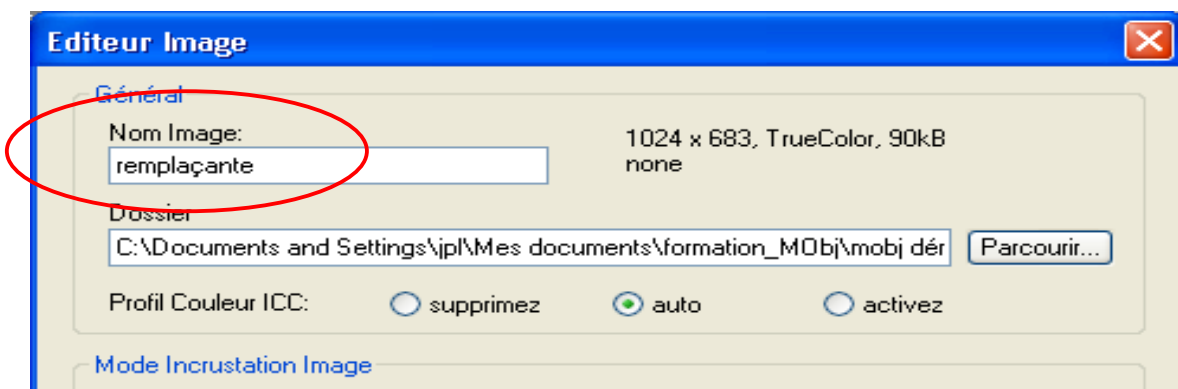 Editeur Image
Général
Nom Image:
1024 x 683, TrueColor, 90kB
remplaçante
none
Dossier
C:\Documents and Settings\jpl\Mes documents\formation_MObj\mobj dér
Parcourir...
Profil Couleur ICC: supprimez auto activez
Mode Incrustation Image